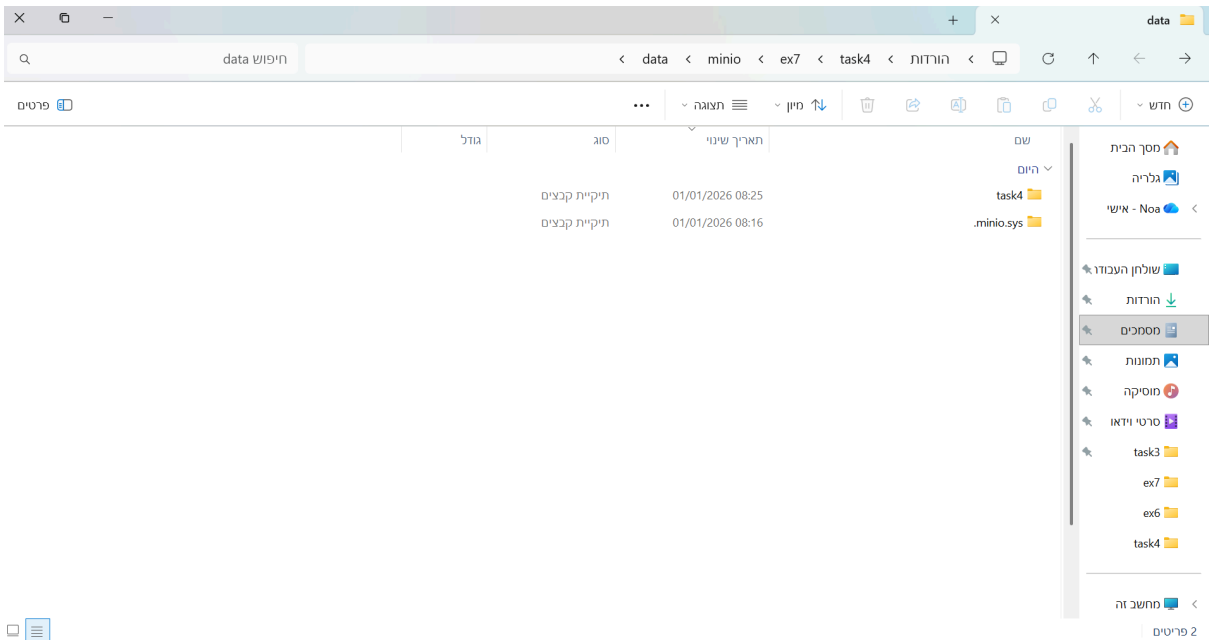 data
הורדות › task4 › ex7 › minio › data ›
חיפוש data
חדש
מיון
תצוגה
פרטים
שם תאריך שינוי סוג גודל
היום
task4 01/01/2026 08:25 תיקיית קבצים
.minio.sys 01/01/2026 08:16 תיקיית קבצים
מסך הבית
גלריה
Noa - אישי
שולחן העבודה
הורדות
מסמכים
תמונות
מוסיקה
סרטי וידאו
task3
ex7
ex6
task4
מחשב זה
2 פריטים